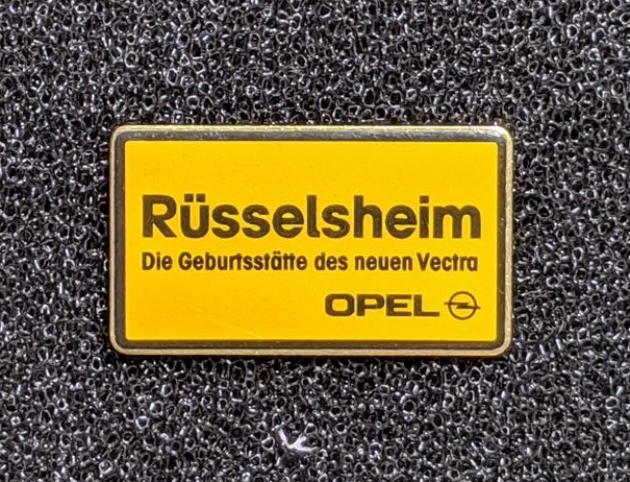 Rüsselsheim
Die Geburtsstätte des neuen Vectra
OPEL